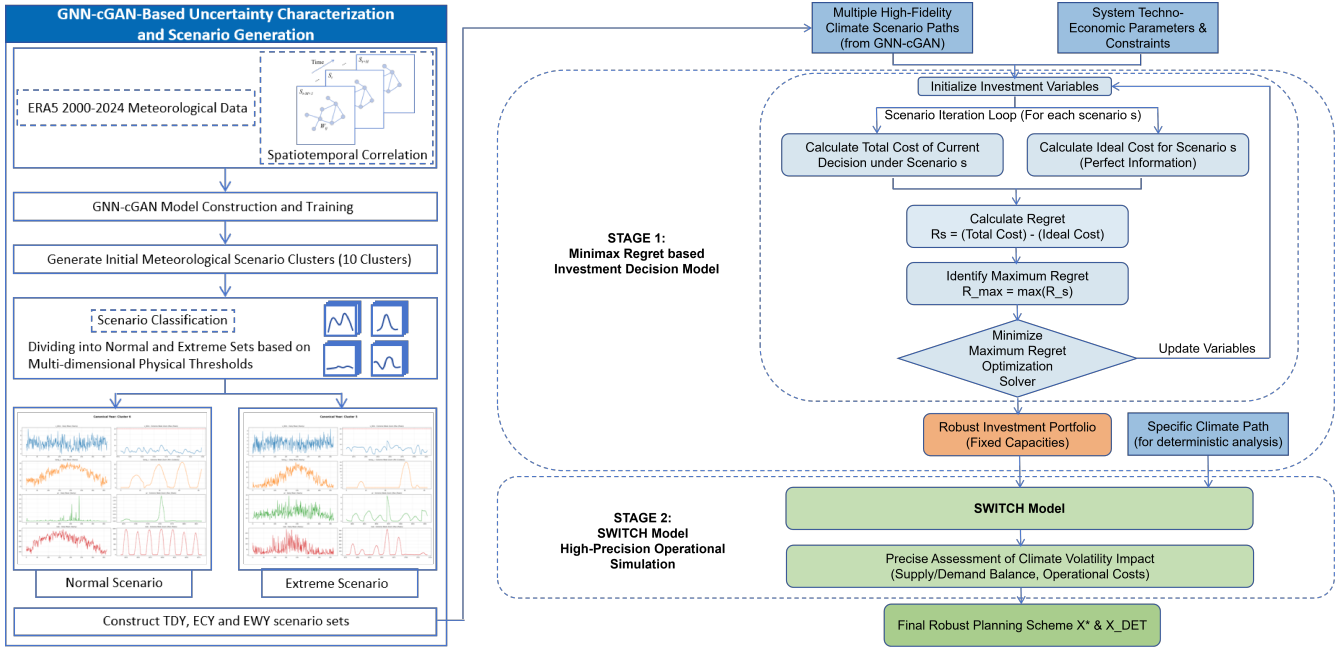 GNN-cGAN-Based Uncertainty Characterization
and Scenario Generation
ERA5 2000-2024 Meteorological Data
Time
Spatiotemporal Correlation
GNN-cGAN Model Construction and Training
Generate Initial Meteorological Scenario Clusters (10 Clusters)
Scenario Classification
Dividing into Normal and Extreme Sets based on
Multi-dimensional Physical Thresholds
Normal Scenario
Extreme Scenario
Construct TDY, ECY and EWY scenario sets
Multiple High-Fidelity
Climate Scenario Paths
(from GNN-cGAN)
System Techno-
Economic Parameters &
Constraints
Initialize Investment Variables
Scenario Iteration Loop (For each scenario s)
Calculate Total Cost of Current
Decision under Scenario s
Calculate Ideal Cost for Scenario s
(Perfect Information)
Calculate Regret
Rs = (Total Cost) - (Ideal Cost)
Identify Maximum Regret
R_max = max(R_s)
Minimize
Maximum Regret
Optimization
Solver
Update Variables
STAGE 1:
Minimax Regret based
Investment Decision Model
Robust Investment Portfolio
(Fixed Capacities)
Specific Climate Path
(for deterministic analysis)
STAGE 2:
SWITCH Model
High-Precision Operational
Simulation
SWITCH Model
Precise Assessment of Climate Volatility Impact
(Supply/Demand Balance, Operational Costs)
Final Robust Planning Scheme X* & X_DET